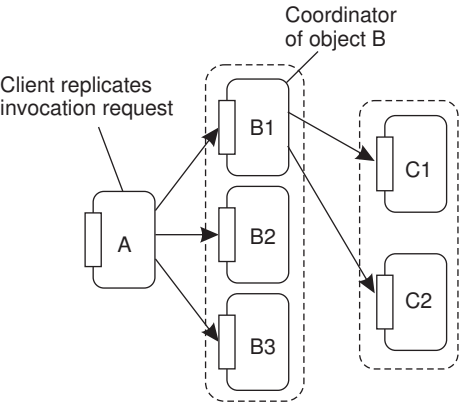 Coordinator
of object B
Client replicates
invocation request
B1
C1
A
B2
C2
B3